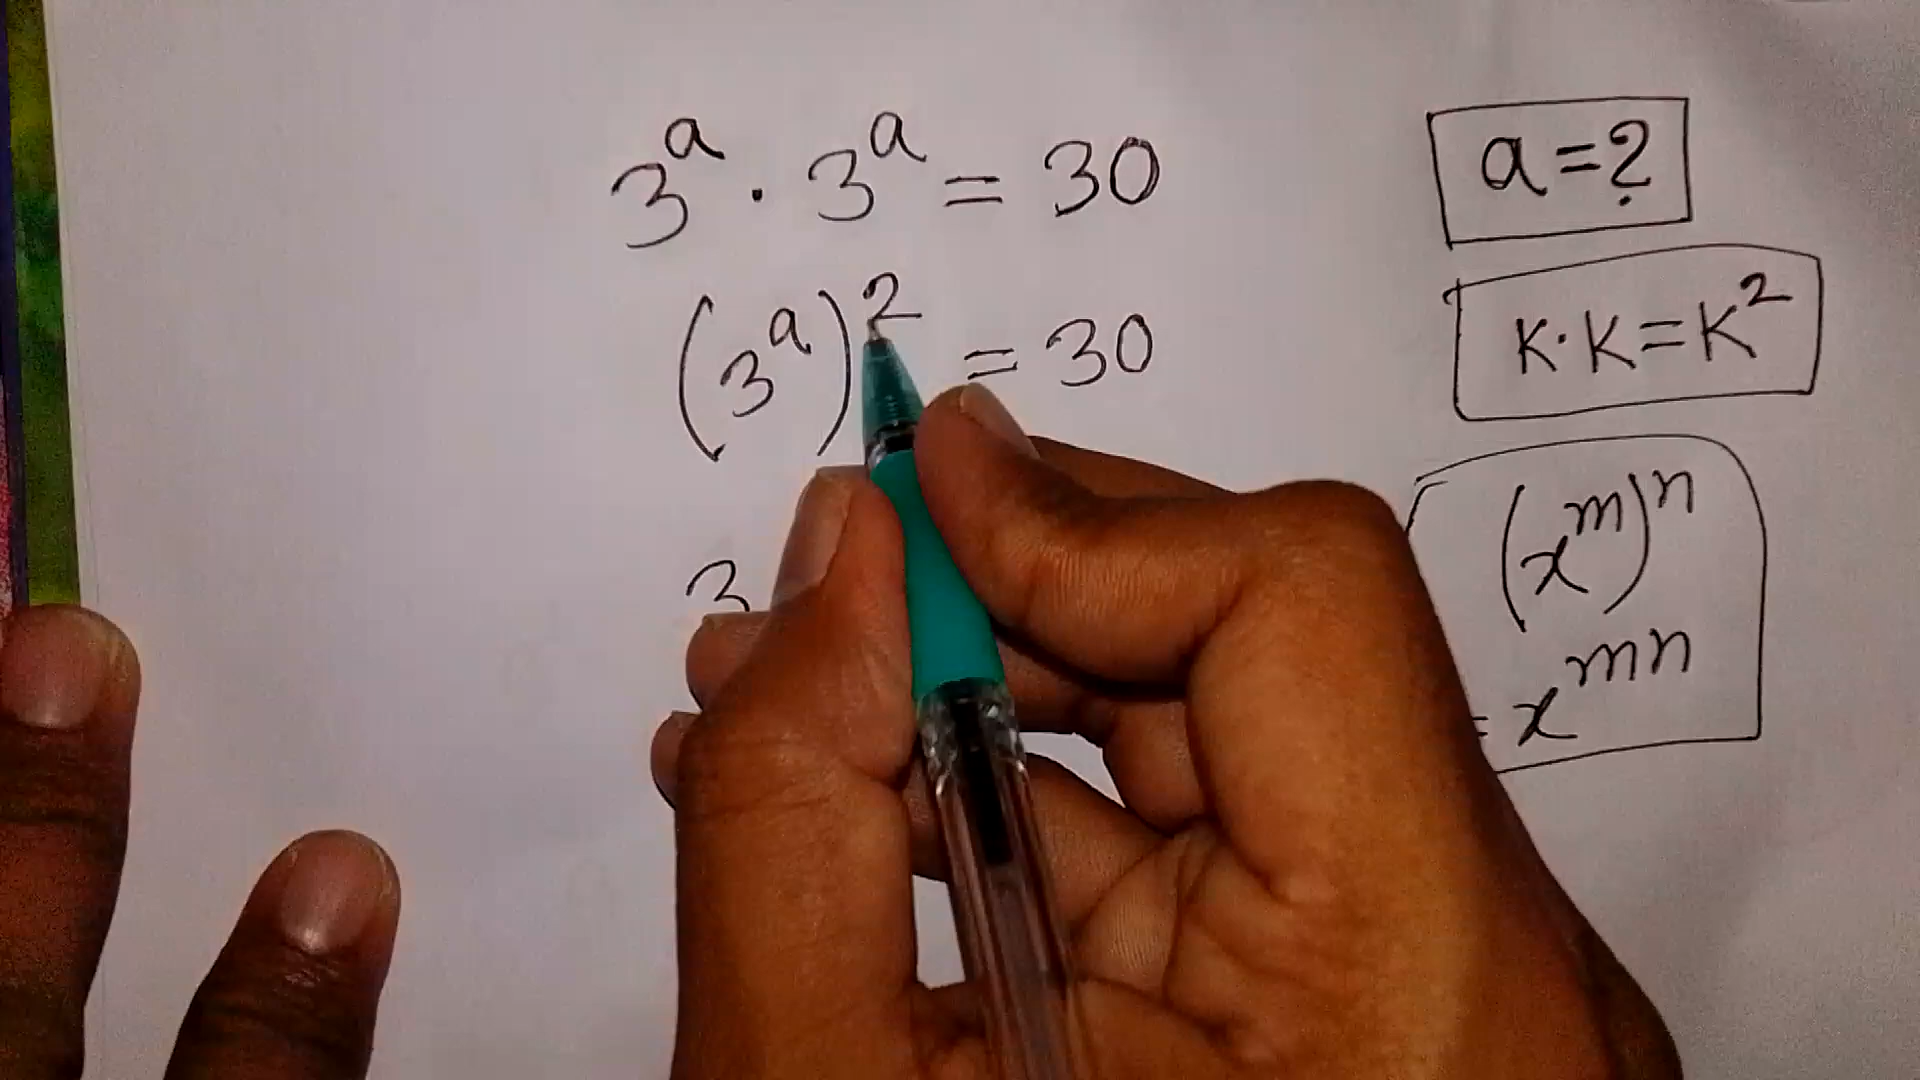 3^a · 3^a = 30
(3^a)^2 = 30
3
a = ?
K·K = K^2
(x^m)^n
= x^mn